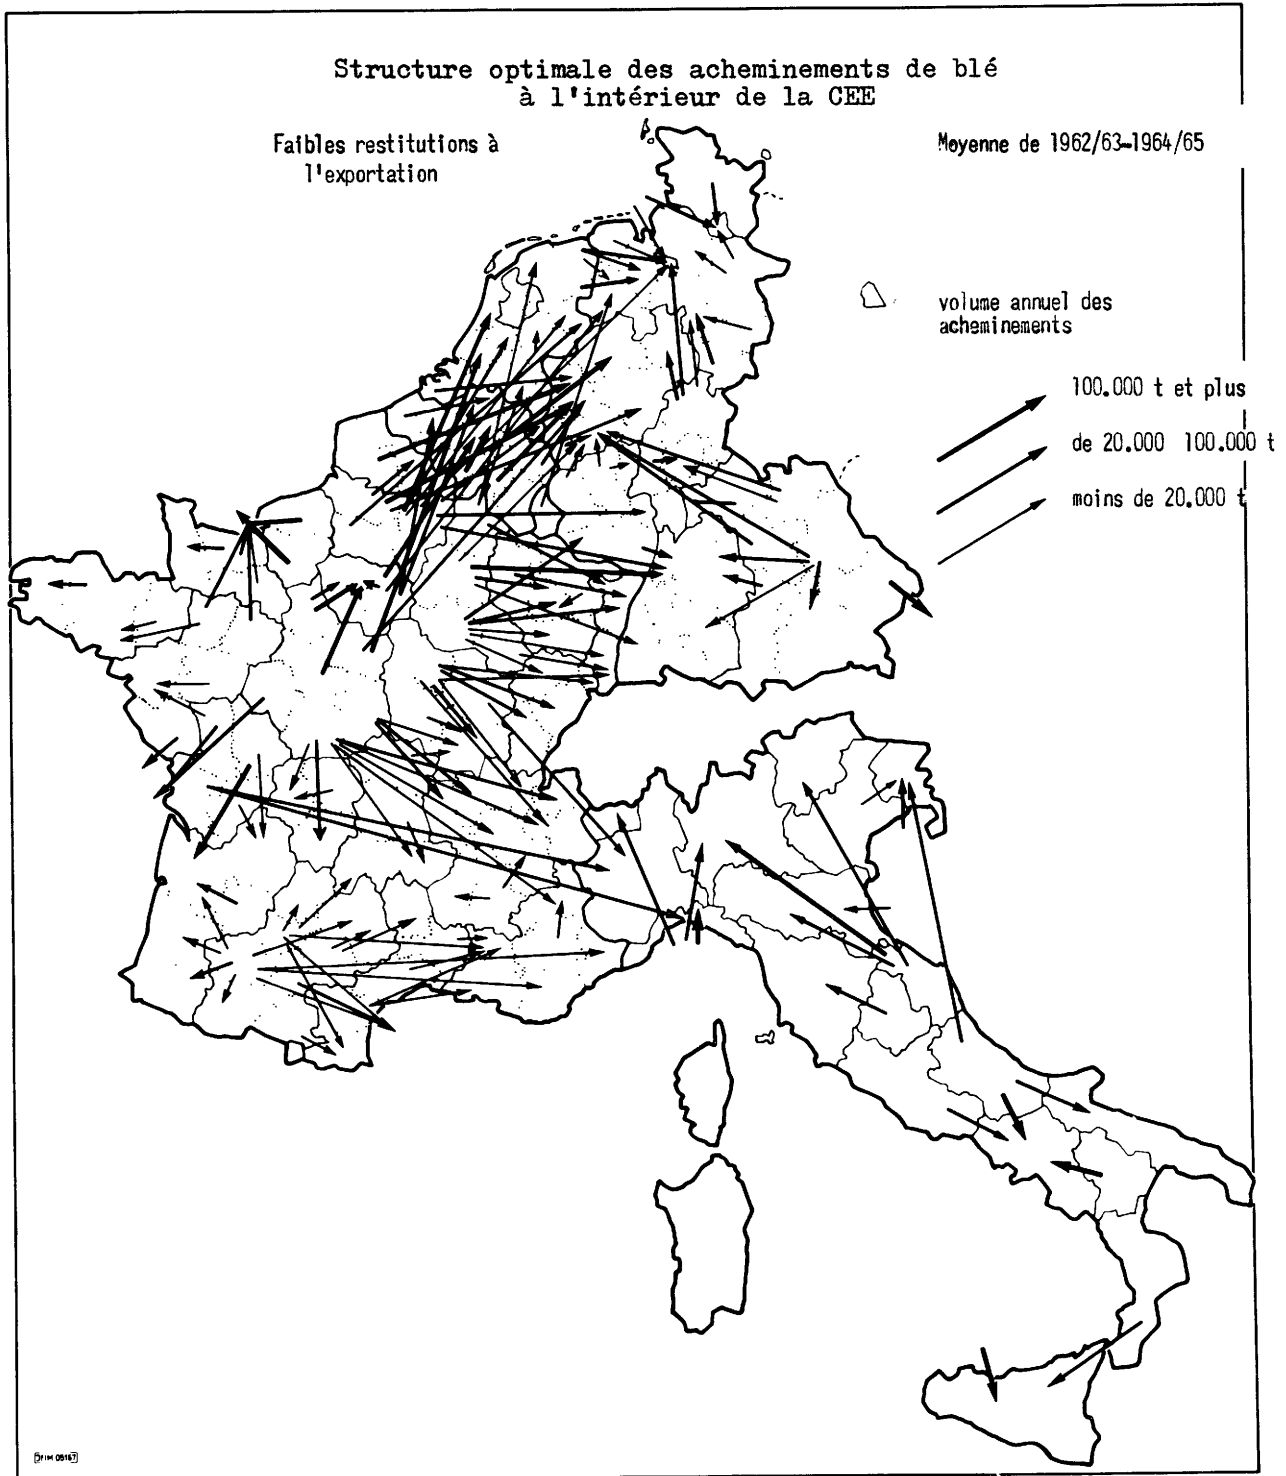 Structure optimale des acheminements de blé
à l'intérieur de la CEE
Faibles restitutions à
l'exportation
Moyenne de 1962/63-1964/65
volume annuel des
acheminements
100.000 t et plus
de 20.000 100.000 t
moins de 20.000 t